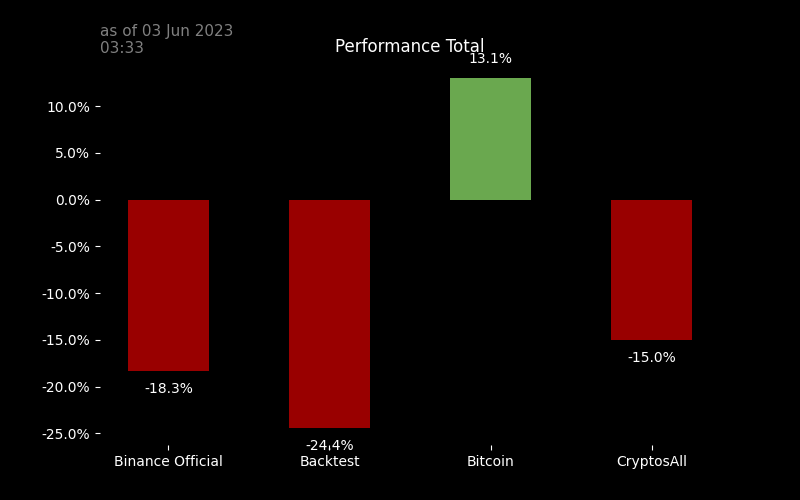 as of 03 Jun 2023
03:33
Performance Total
13.1%
10.0%
5.0%
0.0%
-5.0%
-10.0%
-15.0%
-15.0%
-18.3%
-20.0%
-25.0%
-24.4%
Binance Official
Backtest
Bitcoin
CryptosAll